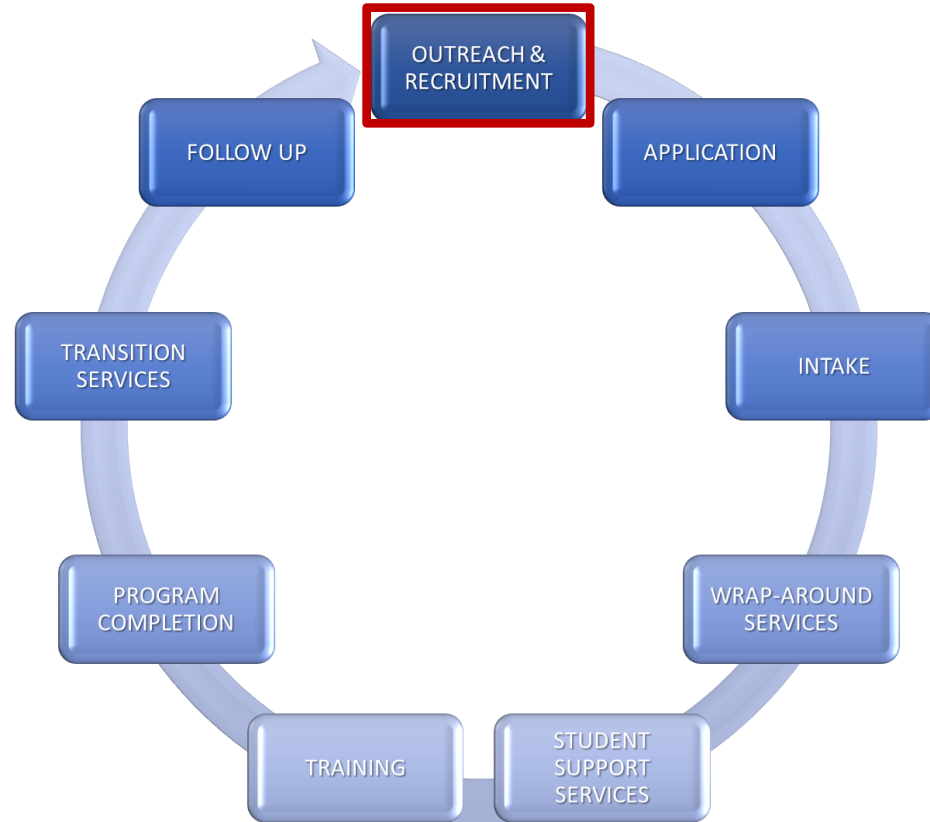 OUTREACH &
RECRUITMENT
APPLICATION
INTAKE
WRAP-AROUND
SERVICES
STUDENT
SUPPORT
SERVICES
TRAINING
PROGRAM
COMPLETION
TRANSITION
SERVICES
FOLLOW UP